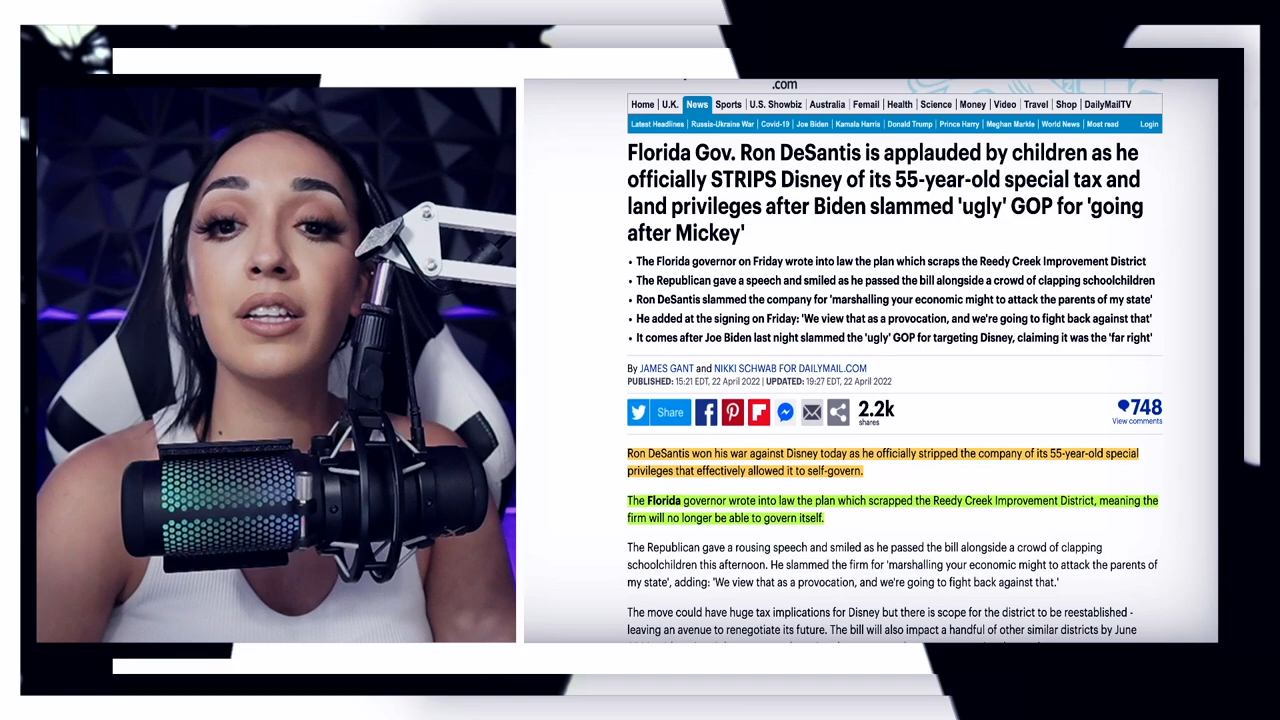 .com
Home | U.K. | News | Sports | U.S. Showbiz | Australia | Femail | Health | Science | Money | Video | Travel | Shop | DailyMailTV
Latest Headlines | Russia-Ukraine War | Covid-19 | Joe Biden | Kamala Harris | Donald Trump | Prince Harry | Meghan Markle | World News | Most read Login
Florida Gov. Ron DeSantis is applauded by children as he
officially STRIPS Disney of its 55-year-old special tax and
land privileges after Biden slammed 'ugly' GOP for 'going
after Mickey'
• The Florida governor on Friday wrote into law the plan which scraps the Reedy Creek Improvement District
• The Republican gave a speech and smiled as he passed the bill alongside a crowd of clapping schoolchildren
• Ron DeSantis slammed the company for 'marshalling your economic might to attack the parents of my state'
• He added at the signing on Friday: 'We view that as a provocation, and we're going to fight back against that'
• It comes after Joe Biden last night slammed the 'ugly' GOP for targeting Disney, claiming it was the 'far right'
By JAMES GANT and NIKKI SCHWAB FOR DAILYMAIL.COM
PUBLISHED: 15:21 EDT, 22 April 2022 | UPDATED: 19:27 EDT, 22 April 2022
Share
2.2k
shares
748
View comments
Ron DeSantis won his war against Disney today as he officially stripped the company of its 55-year-old special
privileges that effectively allowed it to self-govern.
The Florida governor wrote into law the plan which scrapped the Reedy Creek Improvement District, meaning the
firm will no longer be able to govern itself.
The Republican gave a rousing speech and smiled as he passed the bill alongside a crowd of clapping
schoolchildren this afternoon. He slammed the firm for 'marshalling your economic might to attack the parents of
my state', adding: 'We view that as a provocation, and we're going to fight back against that.'
The move could have huge tax implications for Disney but there is scope for the district to be reestablished -
leaving an avenue to renegotiate its future. The bill will also impact a handful of other similar districts by June